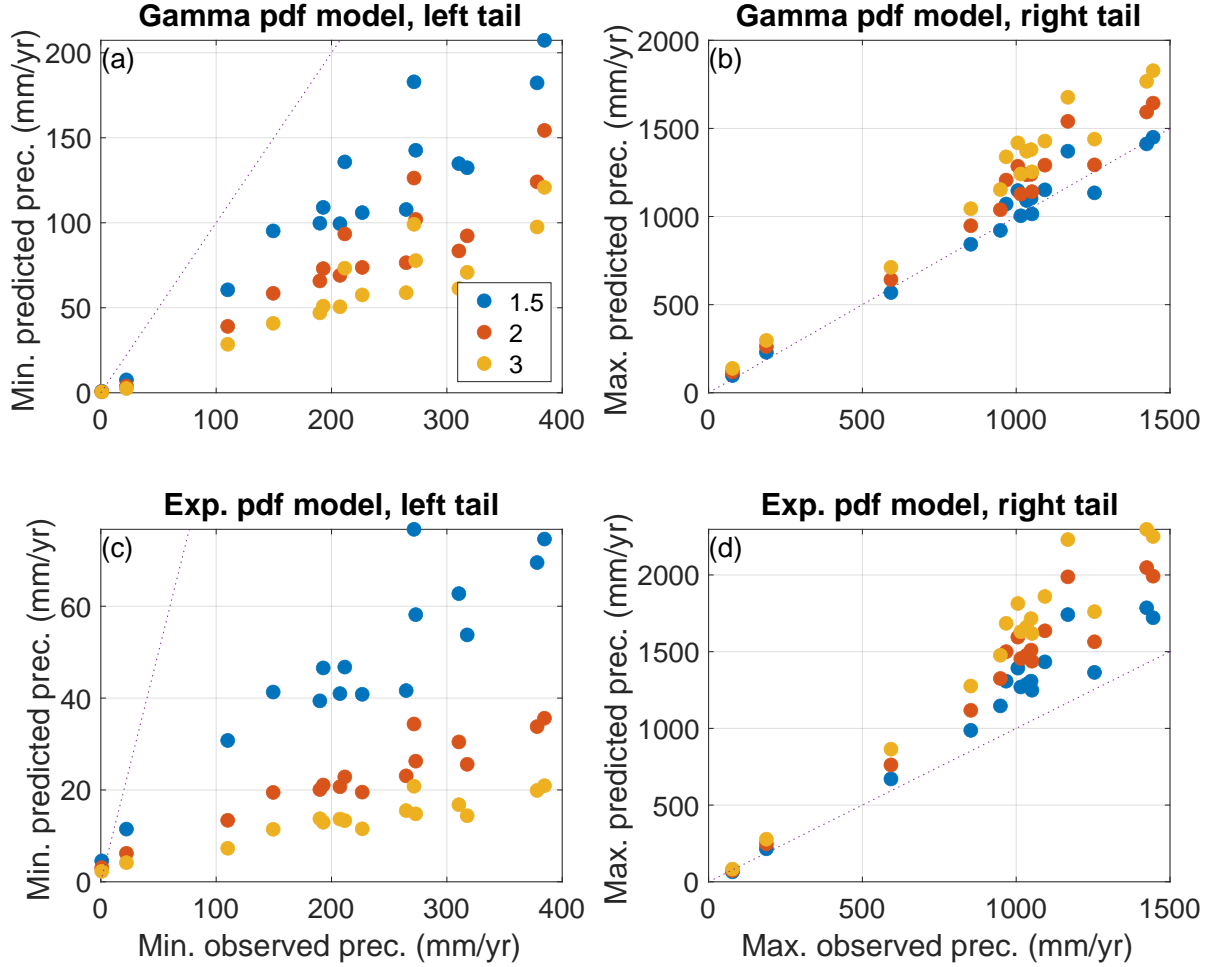 Gamma pdf model, left tail
(a)
Min. predicted prec. (mm/yr)
200
150
100
50
0
0 100 200 300 400
1.5
2
3
Gamma pdf model, right tail
(b)
Max. predicted prec. (mm/yr)
2000
1500
1000
500
0
0 500 1000 1500
Exp. pdf model, left tail
(c)
Min. predicted prec. (mm/yr)
60
40
20
0
0 100 200 300 400
Min. observed prec. (mm/yr)
Exp. pdf model, right tail
(d)
Max. predicted prec. (mm/yr)
2000
1500
1000
500
0
0 500 1000 1500
Max. observed prec. (mm/yr)